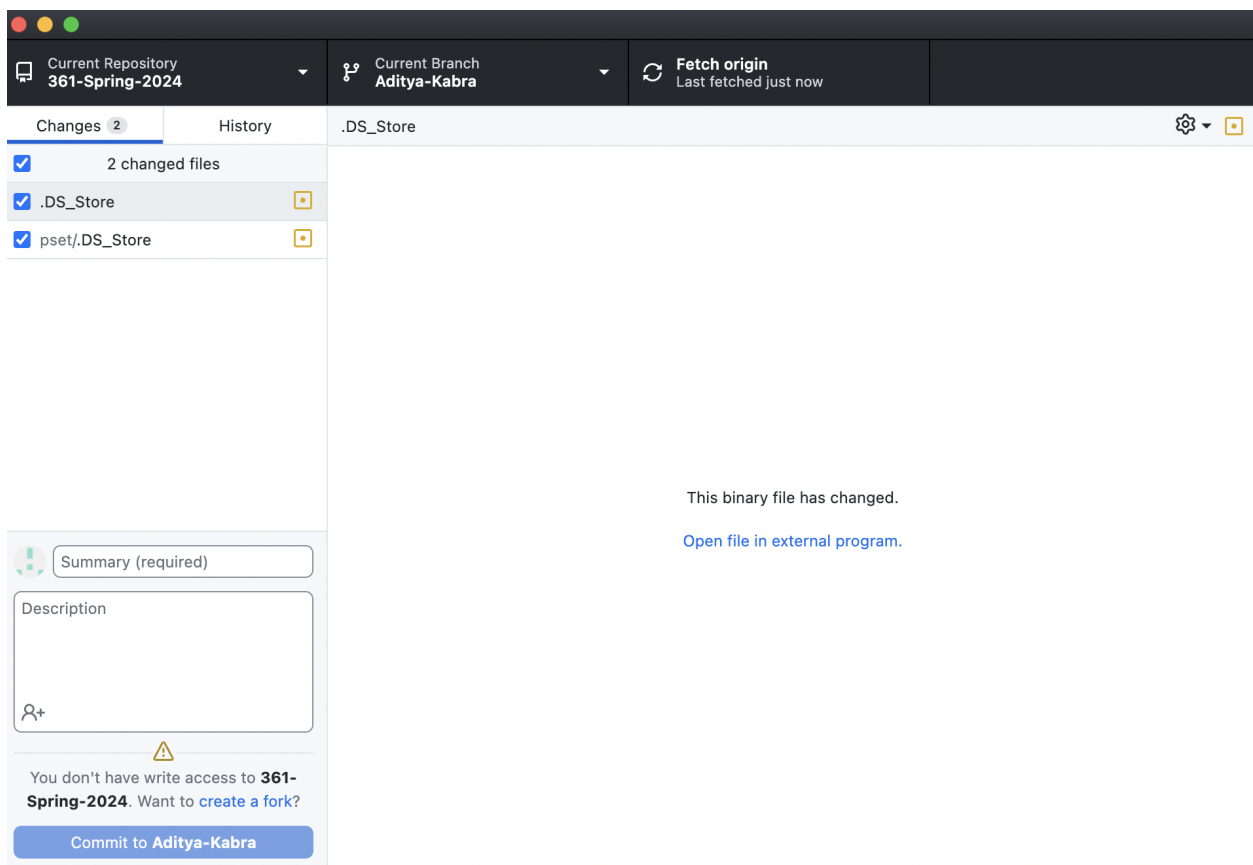 Current Repository
361-Spring-2024
Current Branch
Aditya-Kabra
Fetch origin
Last fetched just now
Changes 2
History
.DS_Store
2 changed files
.DS_Store
pset/.DS_Store
This binary file has changed.
Open file in external program.
Summary (required)
Description
You don't have write access to 361-
Spring-2024. Want to create a fork?
Commit to Aditya-Kabra